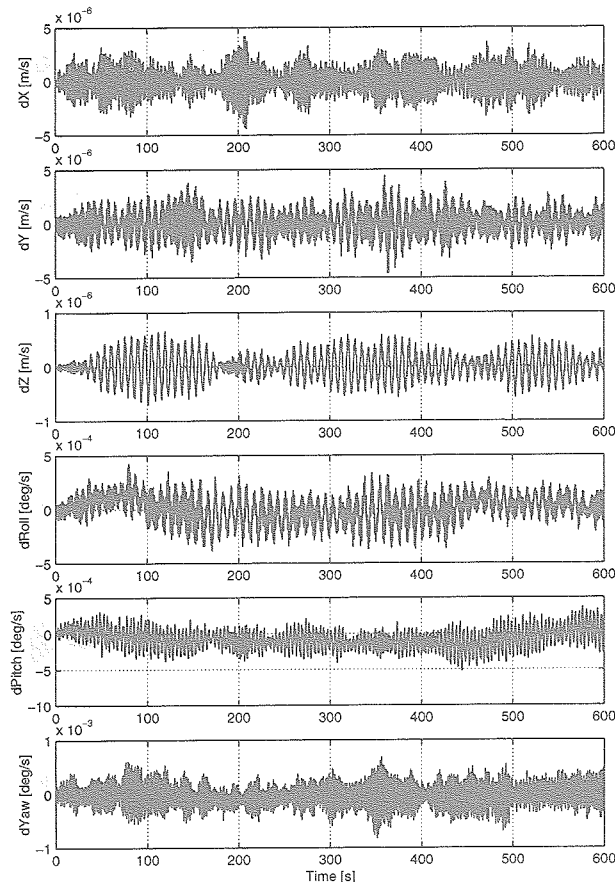 x 10⁻⁶
5
0
−5
dX [m/s]
0 100 200 300 400 500 600
x 10⁻⁶
5
0
−5
dY [m/s]
0 100 200 300 400 500 600
x 10⁻⁶
1
0
−1
dZ [m/s]
0 100 200 300 400 500 600
x 10⁻⁴
5
0
−5
dRoll [deg/s]
0 100 200 300 400 500 600
x 10⁻⁴
5
0
−5
−10
dPitch [deg/s]
0 100 200 300 400 500 600
x 10⁻³
1
0
−1
dYaw [deg/s]
0 100 200 300 400 500 600
Time [s]